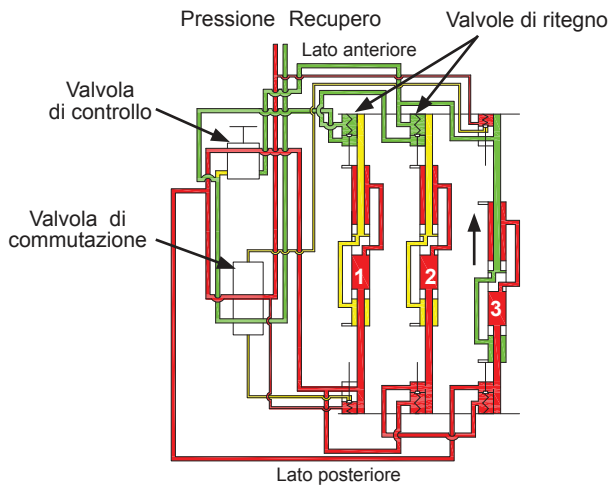 Pressione Recupero
Valvole di ritegno
Lato anteriore
Valvola
di controllo
Valvola di
commutazione
1
2
3
Lato posteriore